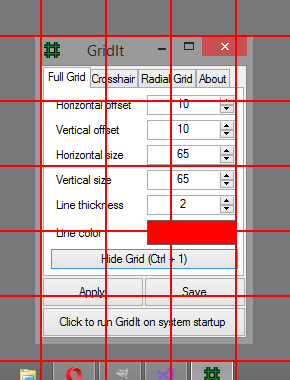 GridIt
Full Grid Crosshair Radial Grid About
Horizontal offset 10
Vertical offset 10
Horizontal size 65
Vertical size 65
Line thickness 2
Line color
Hide Grid (Ctrl + 1)
Apply Save
Click to run GridIt on system startup